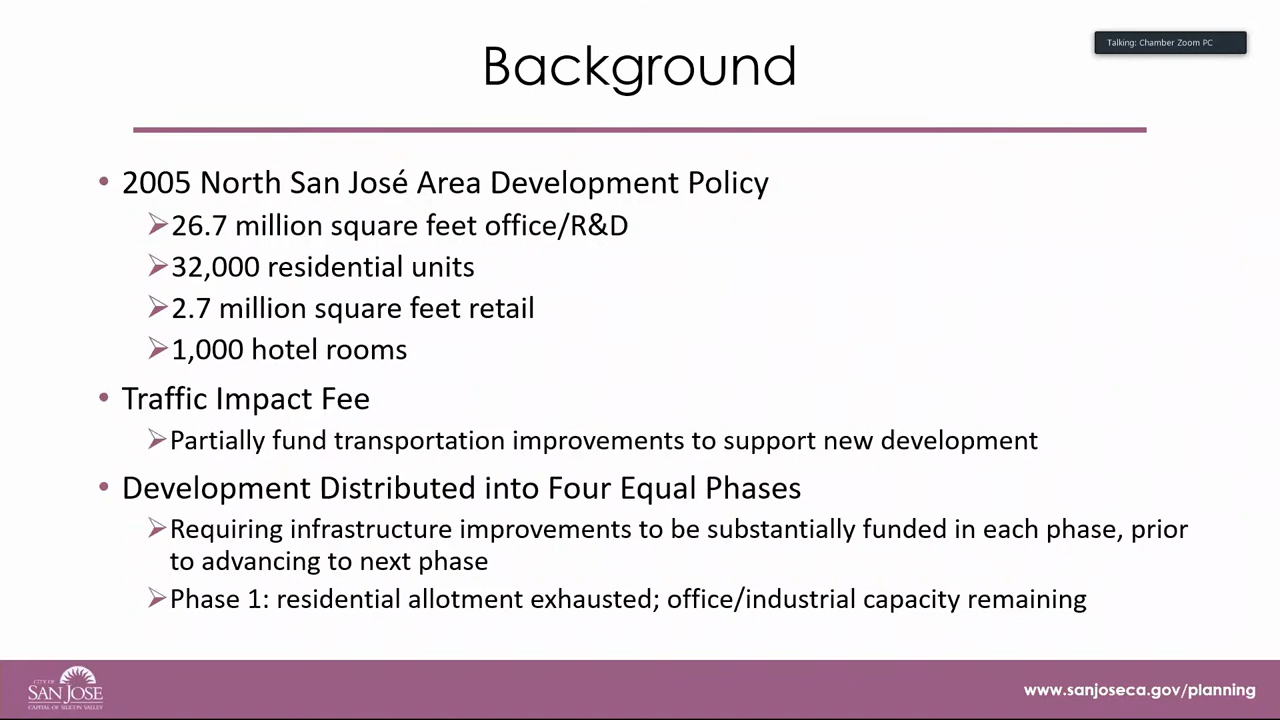 Talking: Chamber Zoom PC
Background
• 2005 North San José Area Development Policy
➢26.7 million square feet office/R&D
➢32,000 residential units
➢2.7 million square feet retail
➢1,000 hotel rooms
• Traffic Impact Fee
➢Partially fund transportation improvements to support new development
• Development Distributed into Four Equal Phases
➢Requiring infrastructure improvements to be substantially funded in each phase, prior
to advancing to next phase
➢Phase 1: residential allotment exhausted; office/industrial capacity remaining
CITY OF
SAN JOSE
CAPITAL OF SILICON VALLEY
www.sanjoseca.gov/planning